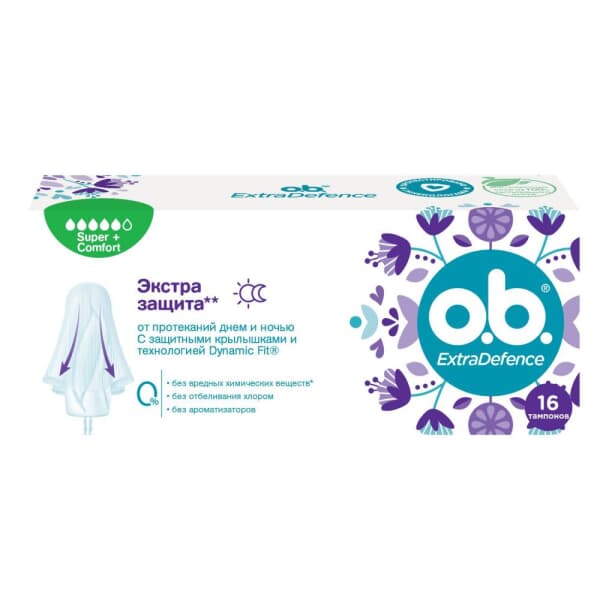 o.b.
ExtraDefence
Super +
Comfort
Экстра
защита**
от протеканий днем и ночью
С защитными крылышками и
технологией Dynamic Fit®
0%
• без вредных химических веществ*
• без отбеливания хлором
• без ароматизаторов
o.b.®
ExtraDefence
16
тампонов